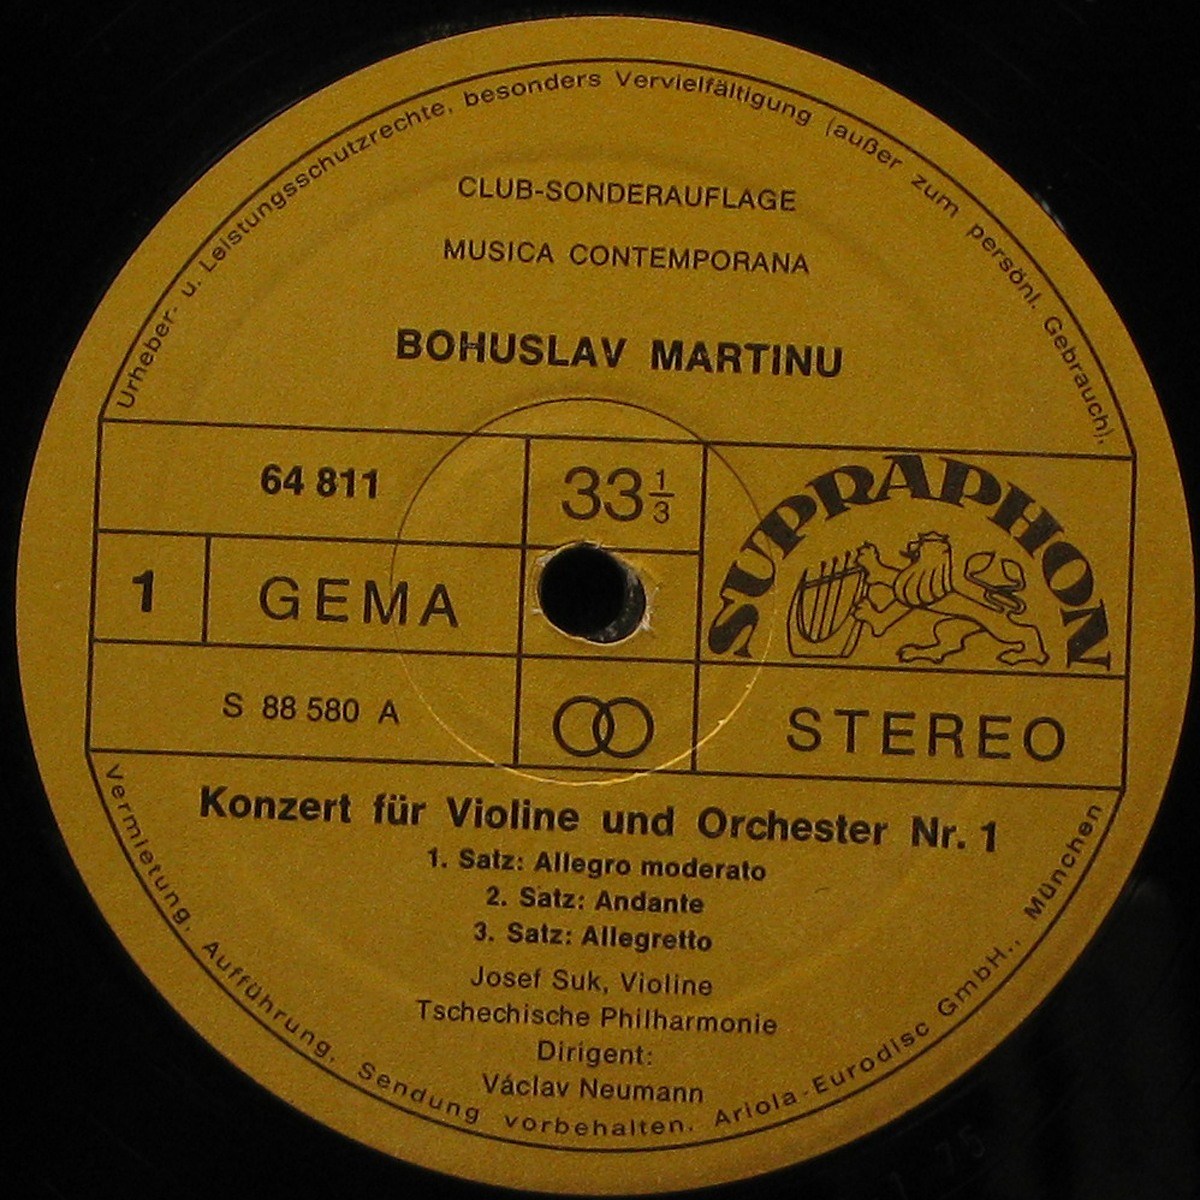 Urheber- u. Leistungsschutzrechte, besonders Vervielfältigung (außer zum persönl. Gebrauch),
CLUB-SONDERAUFLAGE
MUSICA CONTEMPORANA
BOHUSLAV MARTINU
64 811
33 1/3
SUPRAPHON
1
GEMA
S 88 580 A
STEREO
Konzert für Violine und Orchester Nr. 1
1. Satz: Allegro moderato
2. Satz: Andante
3. Satz: Allegretto
Josef Suk, Violine
Tschechische Philharmonie
Dirigent:
Václav Neumann
Vermietung, Aufführung, Sendung vorbehalten. Ariola-Eurodisc GmbH., München